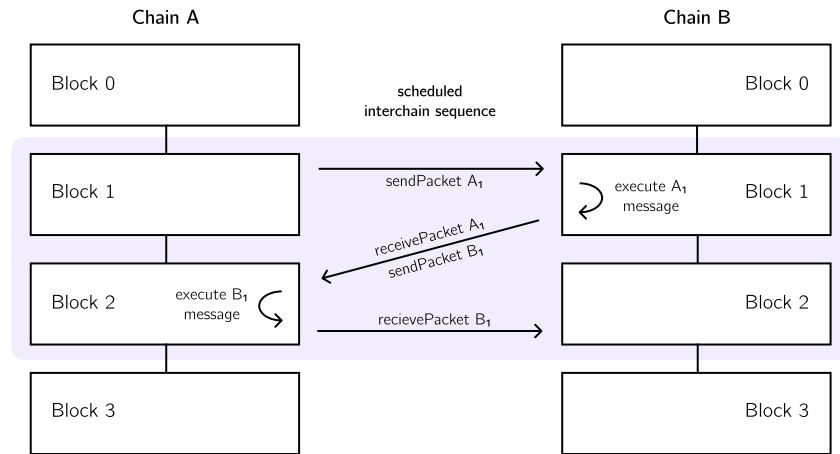 Chain A
Chain B
Block 0
scheduled
interchain sequence
Block 0
Block 1
sendPacket A₁
execute A₁
message
Block 1
receivePacket A₁
sendPacket B₁
Block 2
execute B₁
message
recievePacket B₁
Block 2
Block 3
Block 3